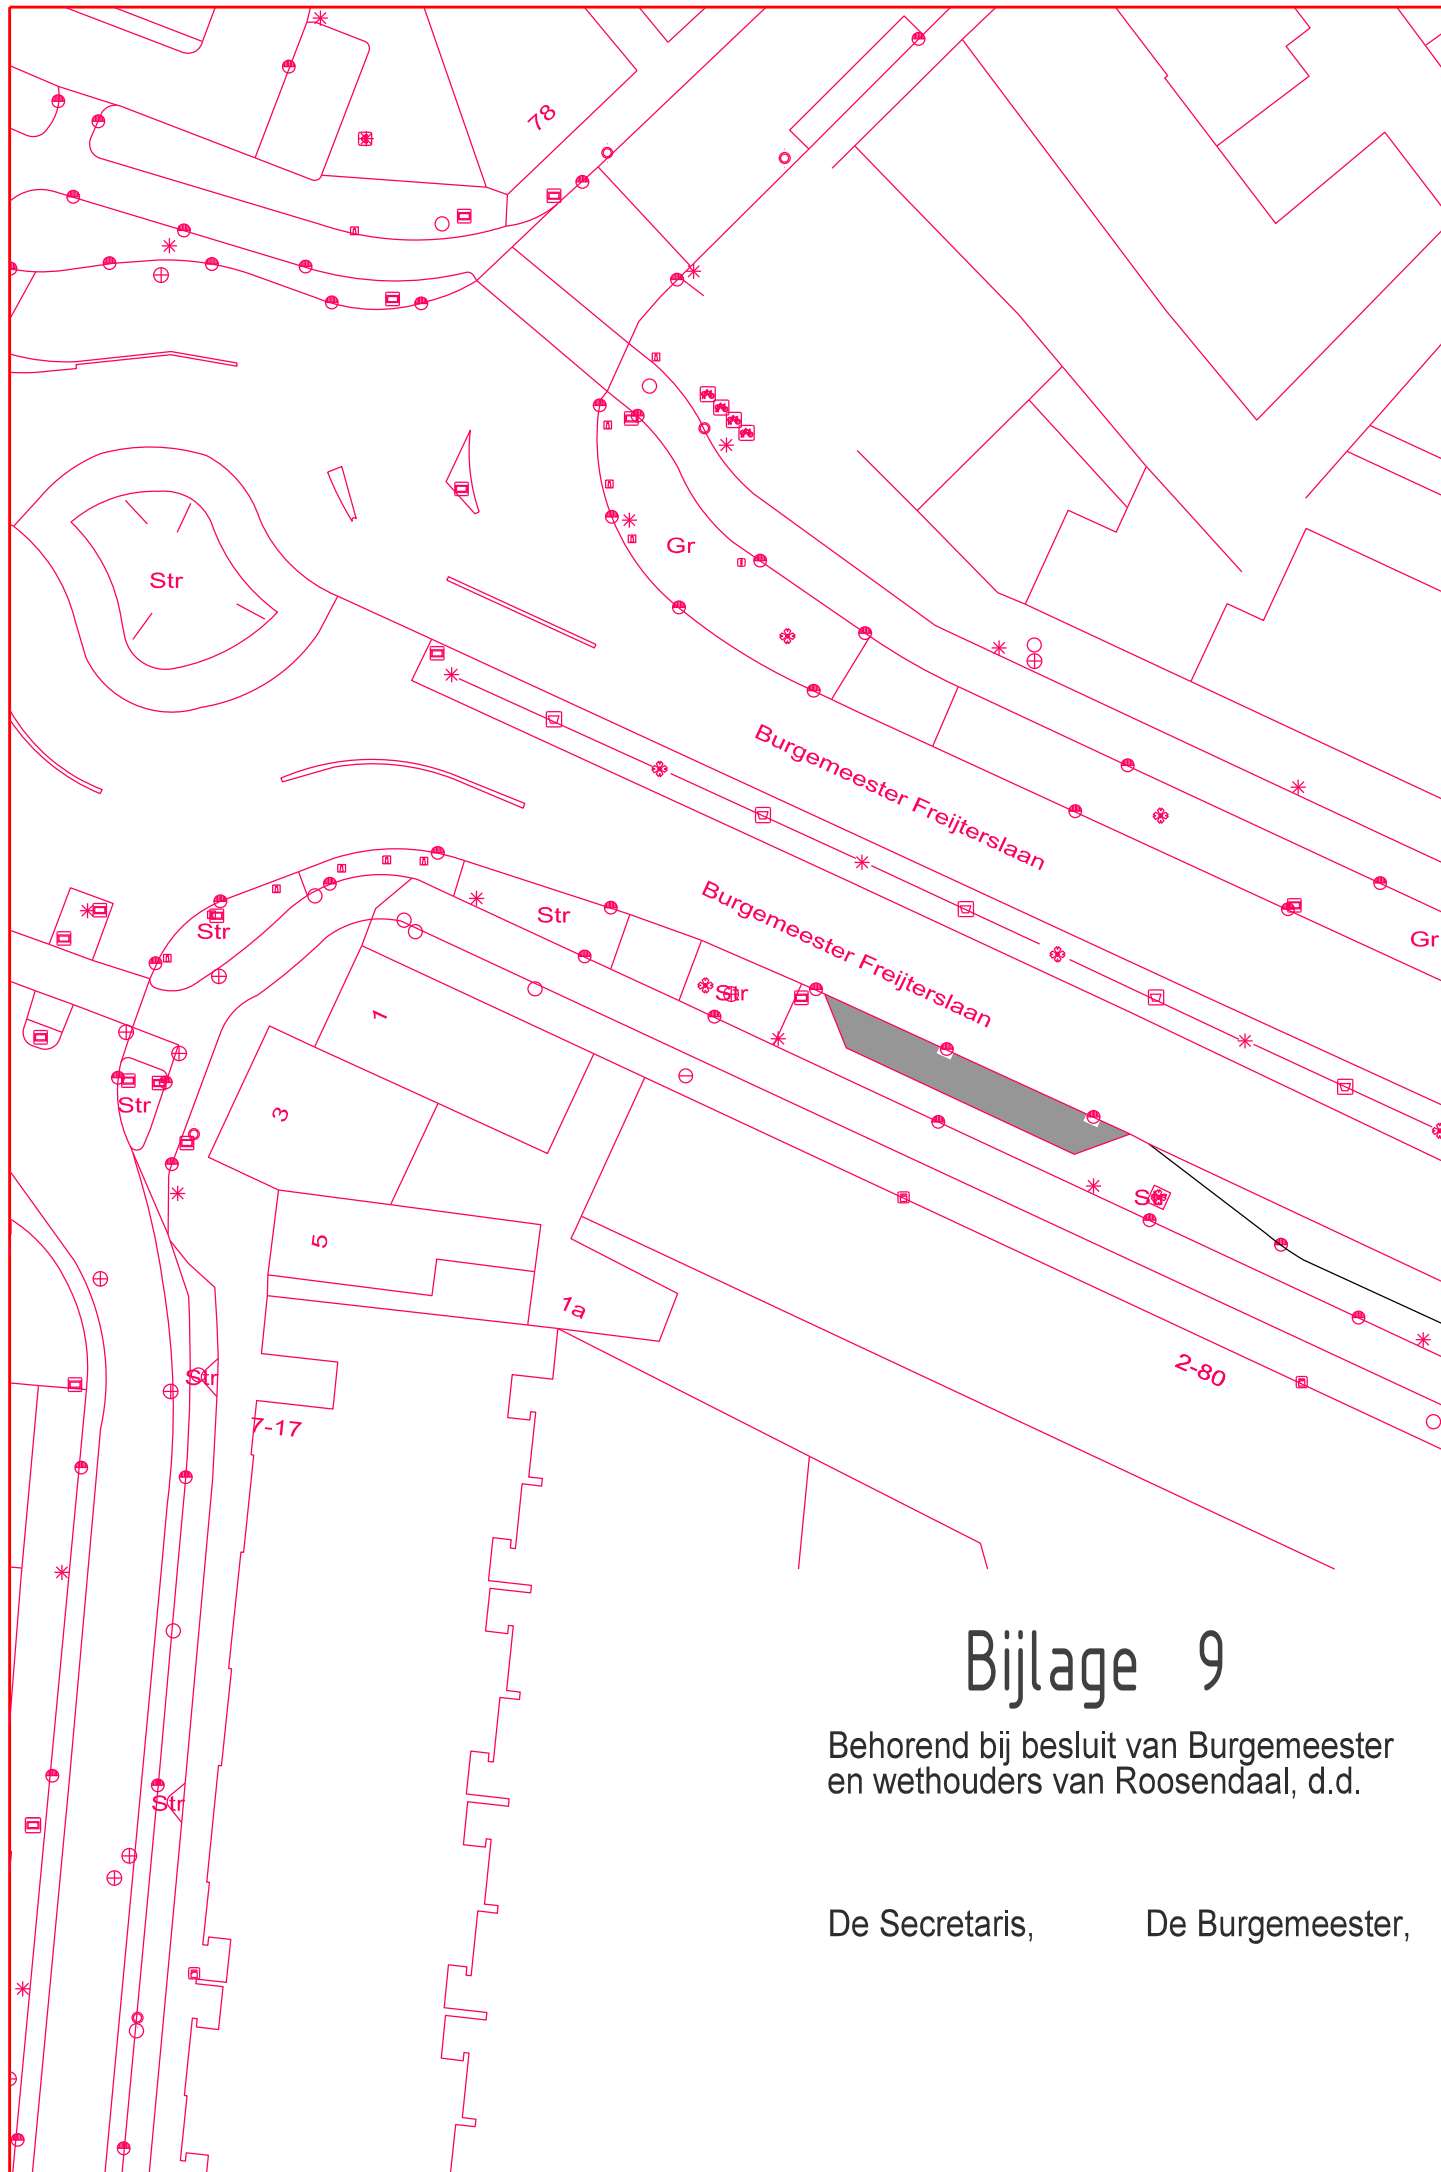 78
Str
Gr
Burgemeester Freijterslaan
Burgemeester Freijterslaan
Str
Str
Gr
Str
1
3
Str
Str
5
1a
2-80
Str
7-17
Str
Bijlage 9
Behorend bij besluit van Burgemeester
en wethouders van Roosendaal, d.d.
De Secretaris, De Burgemeester,